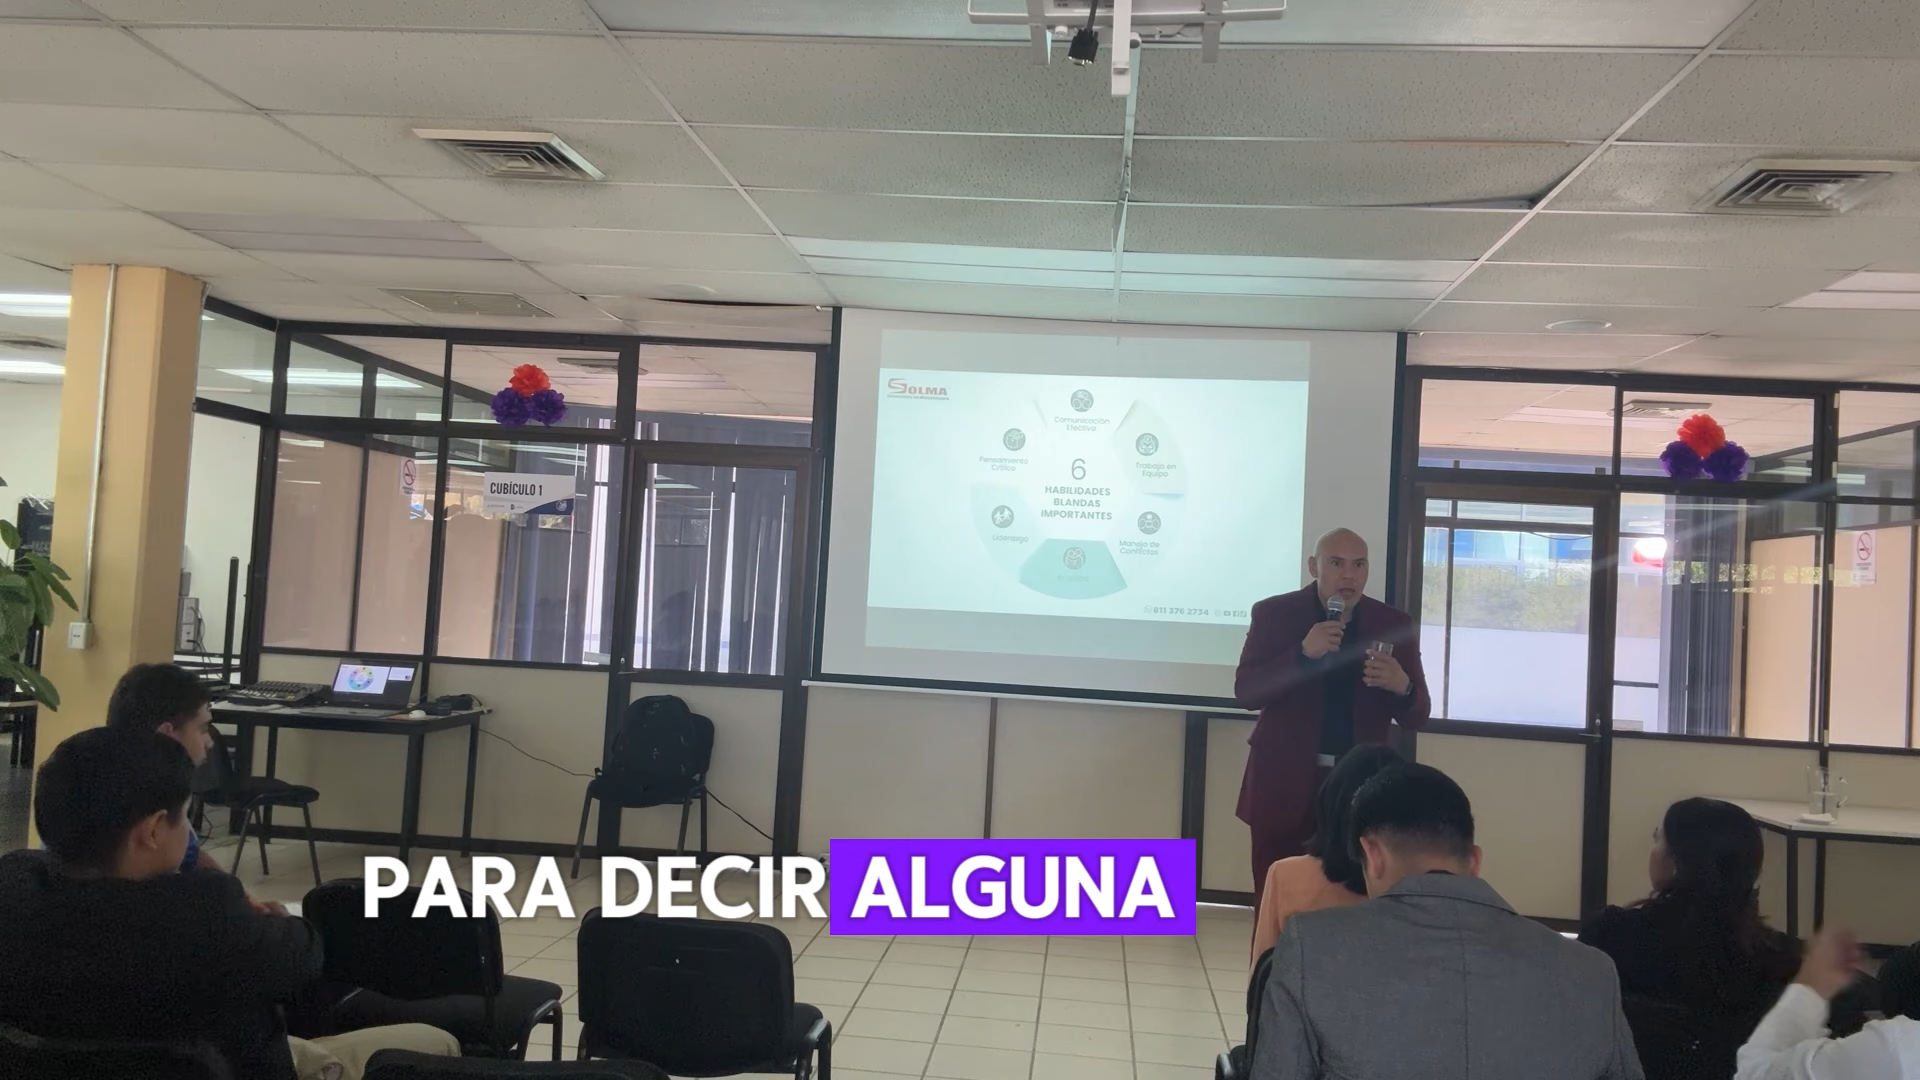 SOLMA
Comunicación
Efectiva
Pensamiento
Crítico
Trabajo en
Equipo
6
HABILIDADES
BLANDAS
IMPORTANTES
Liderazgo
Manejo de
Conflictos
811 376 2734
CUBÍCULO 1
PARA DECIR ALGUNA